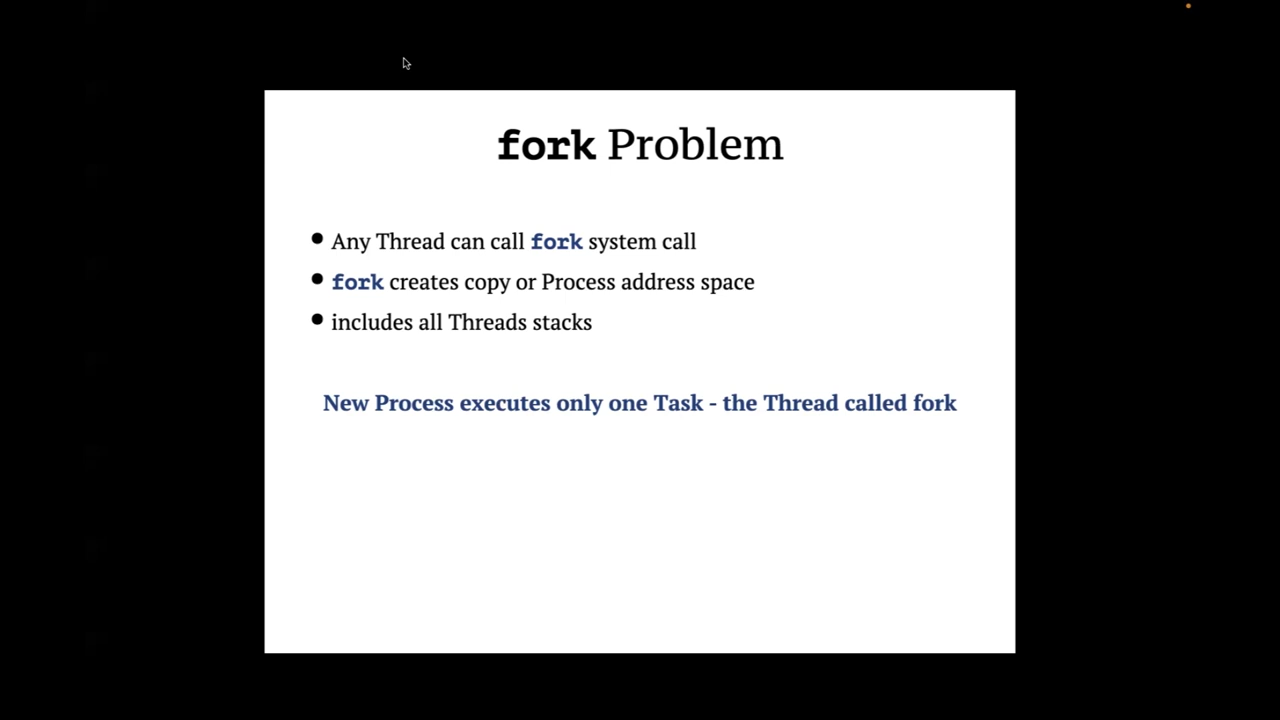 fork Problem
• Any Thread can call fork system call
• fork creates copy or Process address space
• includes all Threads stacks
New Process executes only one Task - the Thread called fork